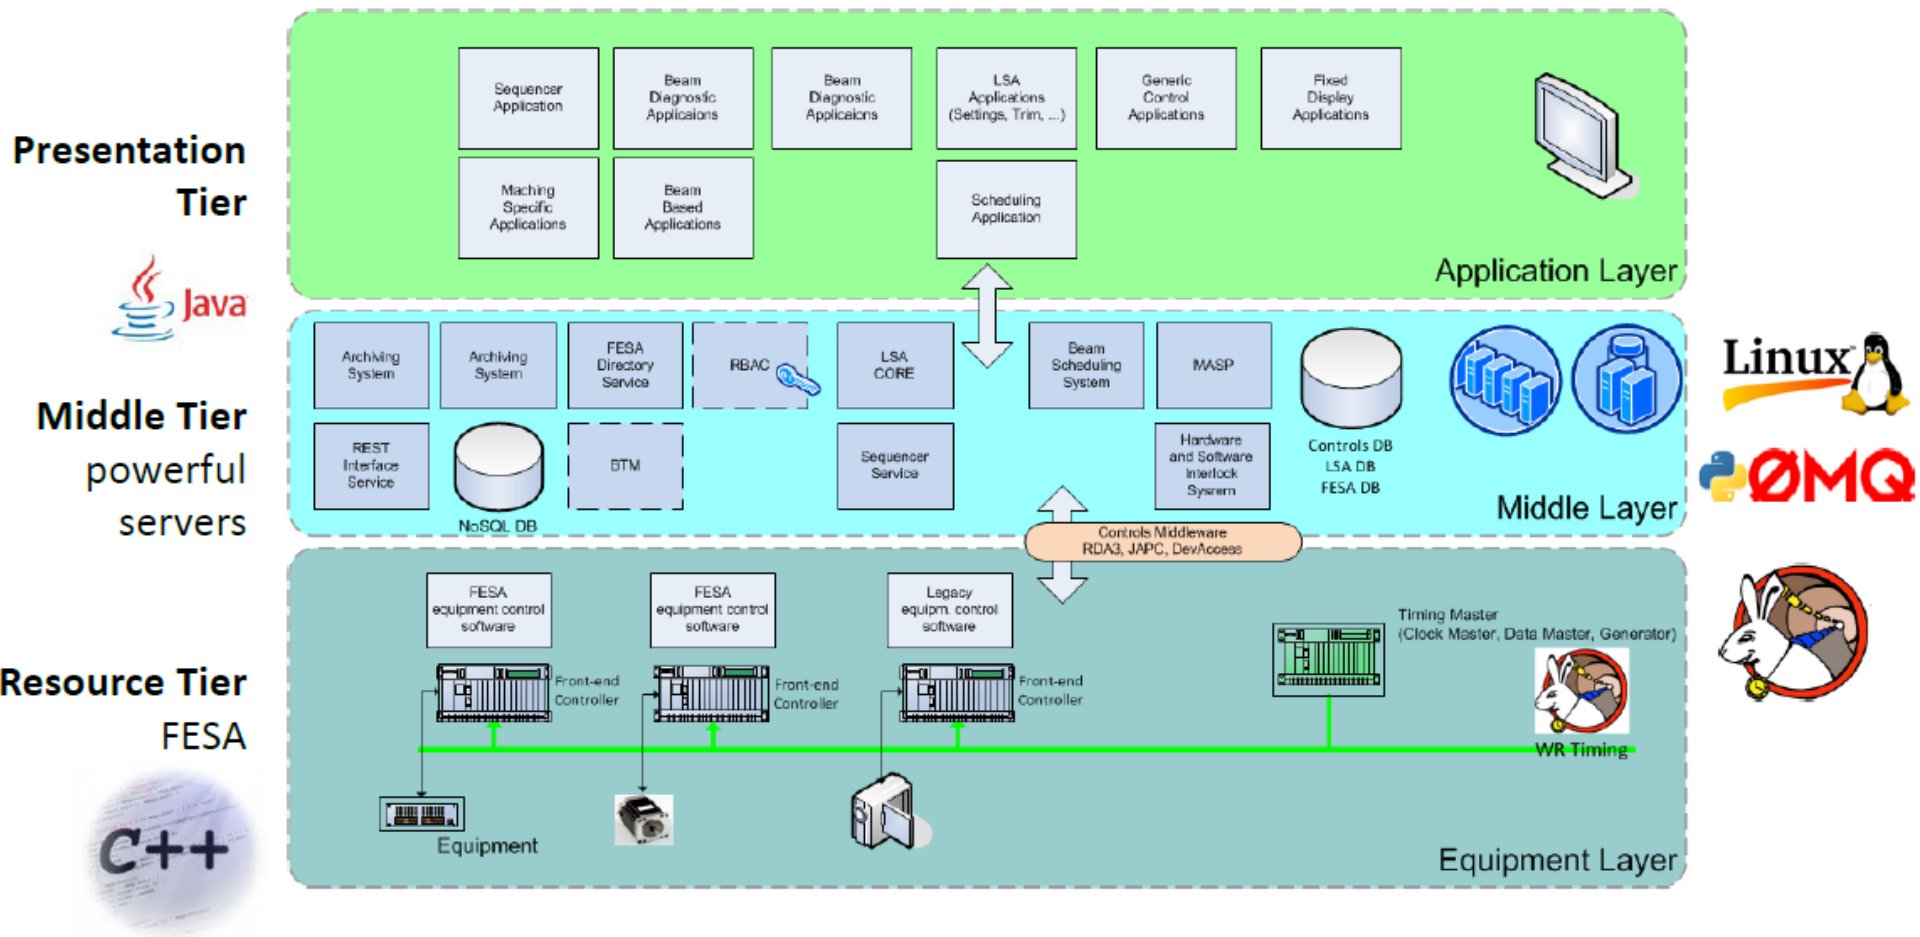 Presentation
Tier
Java
Middle Tier
powerful
servers
Resource Tier
FESA
C++
Sequencer
Application
Beam
Diagnostic
Applicaions
Beam
Diagnostic
Applicaions
LSA
Applications
(Settings, Trim, ...)
Generic
Control
Applications
Fixed
Display
Applications
Maching
Specific
Applications
Beam
Based
Applications
Scheduling
Application
Application Layer
Archiving
System
Archiving
System
FESA
Directory
Service
RBAC
LSA
CORE
Beam
Scheduling
System
MASP
REST
Interface
Service
NoSQL DB
BTM
Sequencer
Service
Hardware
and Software
Interlock
Sysrem
Controls DB
LSA DB
FESA DB
Middle Layer
Linux
ØMQ
Controls Middleware
RDA3, JAPC, DevAccess
FESA
equipment control
software
FESA
equipment control
software
Legacy
equipm. control
software
Front-end
Controller
Front-end
Controller
Front-end
Controller
Timing Master
(Clock Master, Data Master, Generator)
WR Timing
Equipment
Equipment Layer